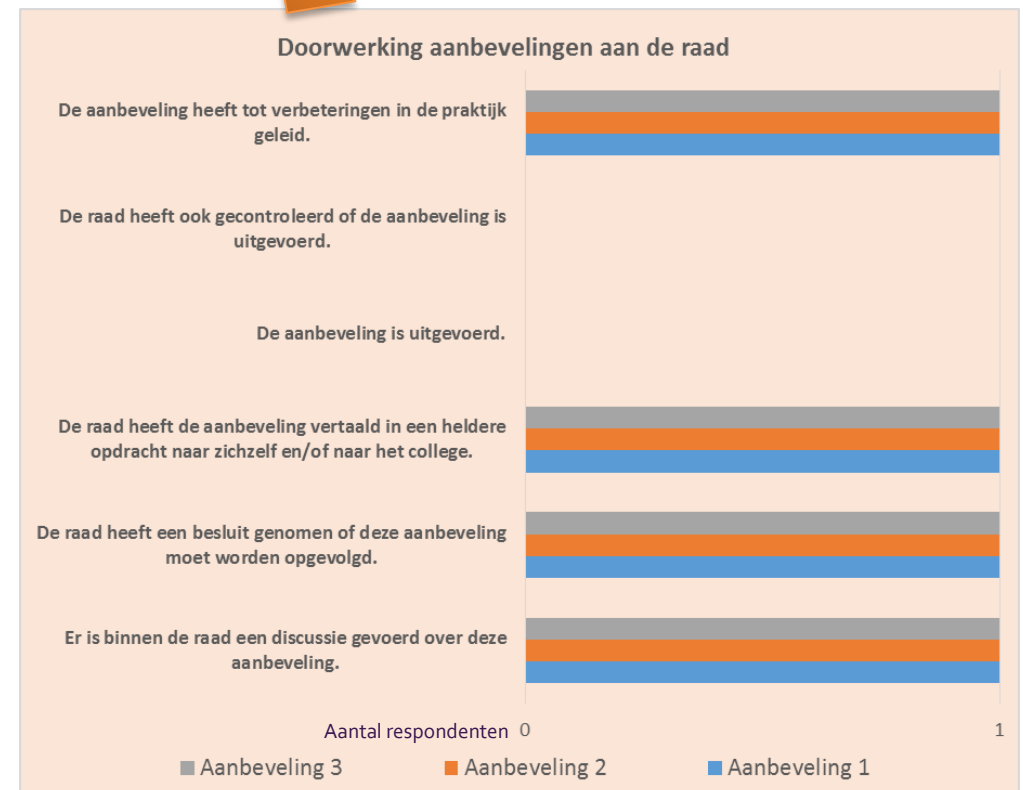 Doorwerking aanbevelingen aan de raad
De aanbeveling heeft tot verbeteringen in de praktijk
geleid.
De raad heeft ook gecontroleerd of de aanbeveling is
uitgevoerd.
De aanbeveling is uitgevoerd.
De raad heeft de aanbeveling vertaald in een heldere
opdracht naar zichzelf en/of naar het college.
De raad heeft een besluit genomen of deze aanbeveling
moet worden opgevolgd.
Er is binnen de raad een discussie gevoerd over deze
aanbeveling.
Aantal respondenten 0 1
Aanbeveling 3 Aanbeveling 2 Aanbeveling 1